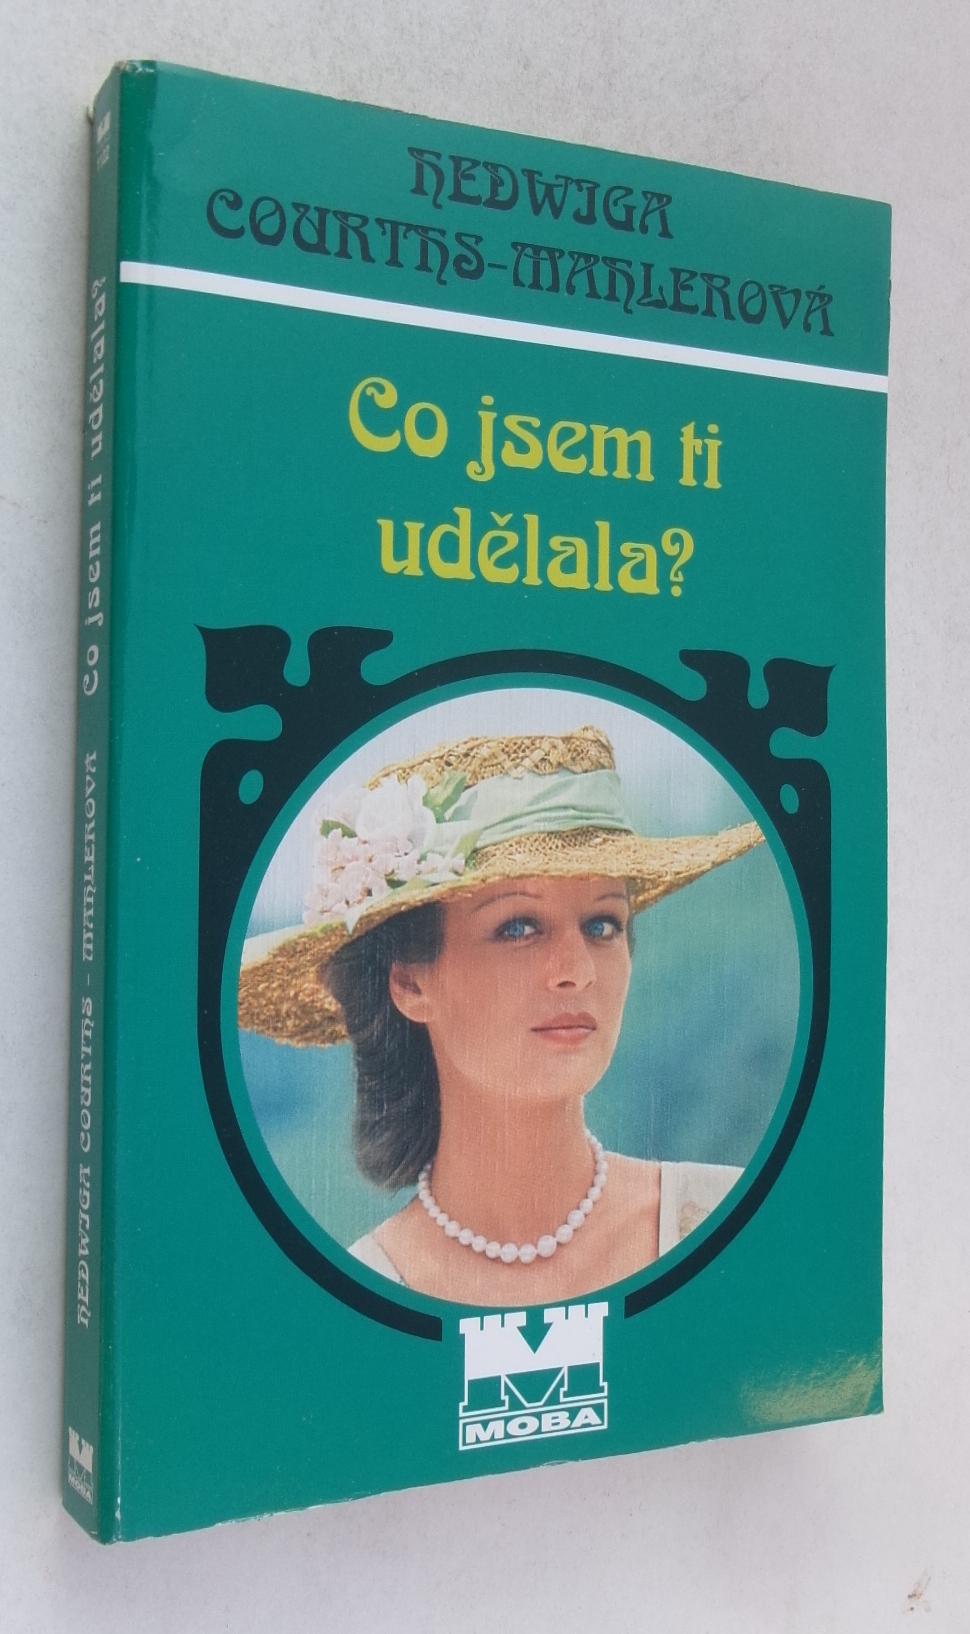 HEDWIGA
COURTHS-MAHLEROVÁ
Co jsem ti
udělala?
MOBA
HEDWIGA COURTHS - MAHLEROVÁ Co jsem ti udělala?
MOBA